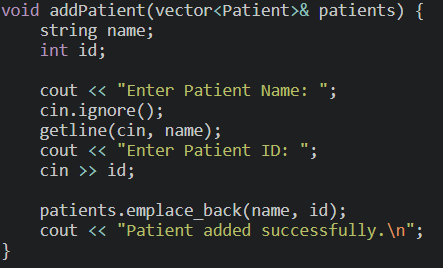 void addPatient(vector<Patient>& patients) {
    string name;
    int id;

    cout << "Enter Patient Name: ";
    cin.ignore();
    getline(cin, name);
    cout << "Enter Patient ID: ";
    cin >> id;

    patients.emplace_back(name, id);
    cout << "Patient added successfully.\n";
}